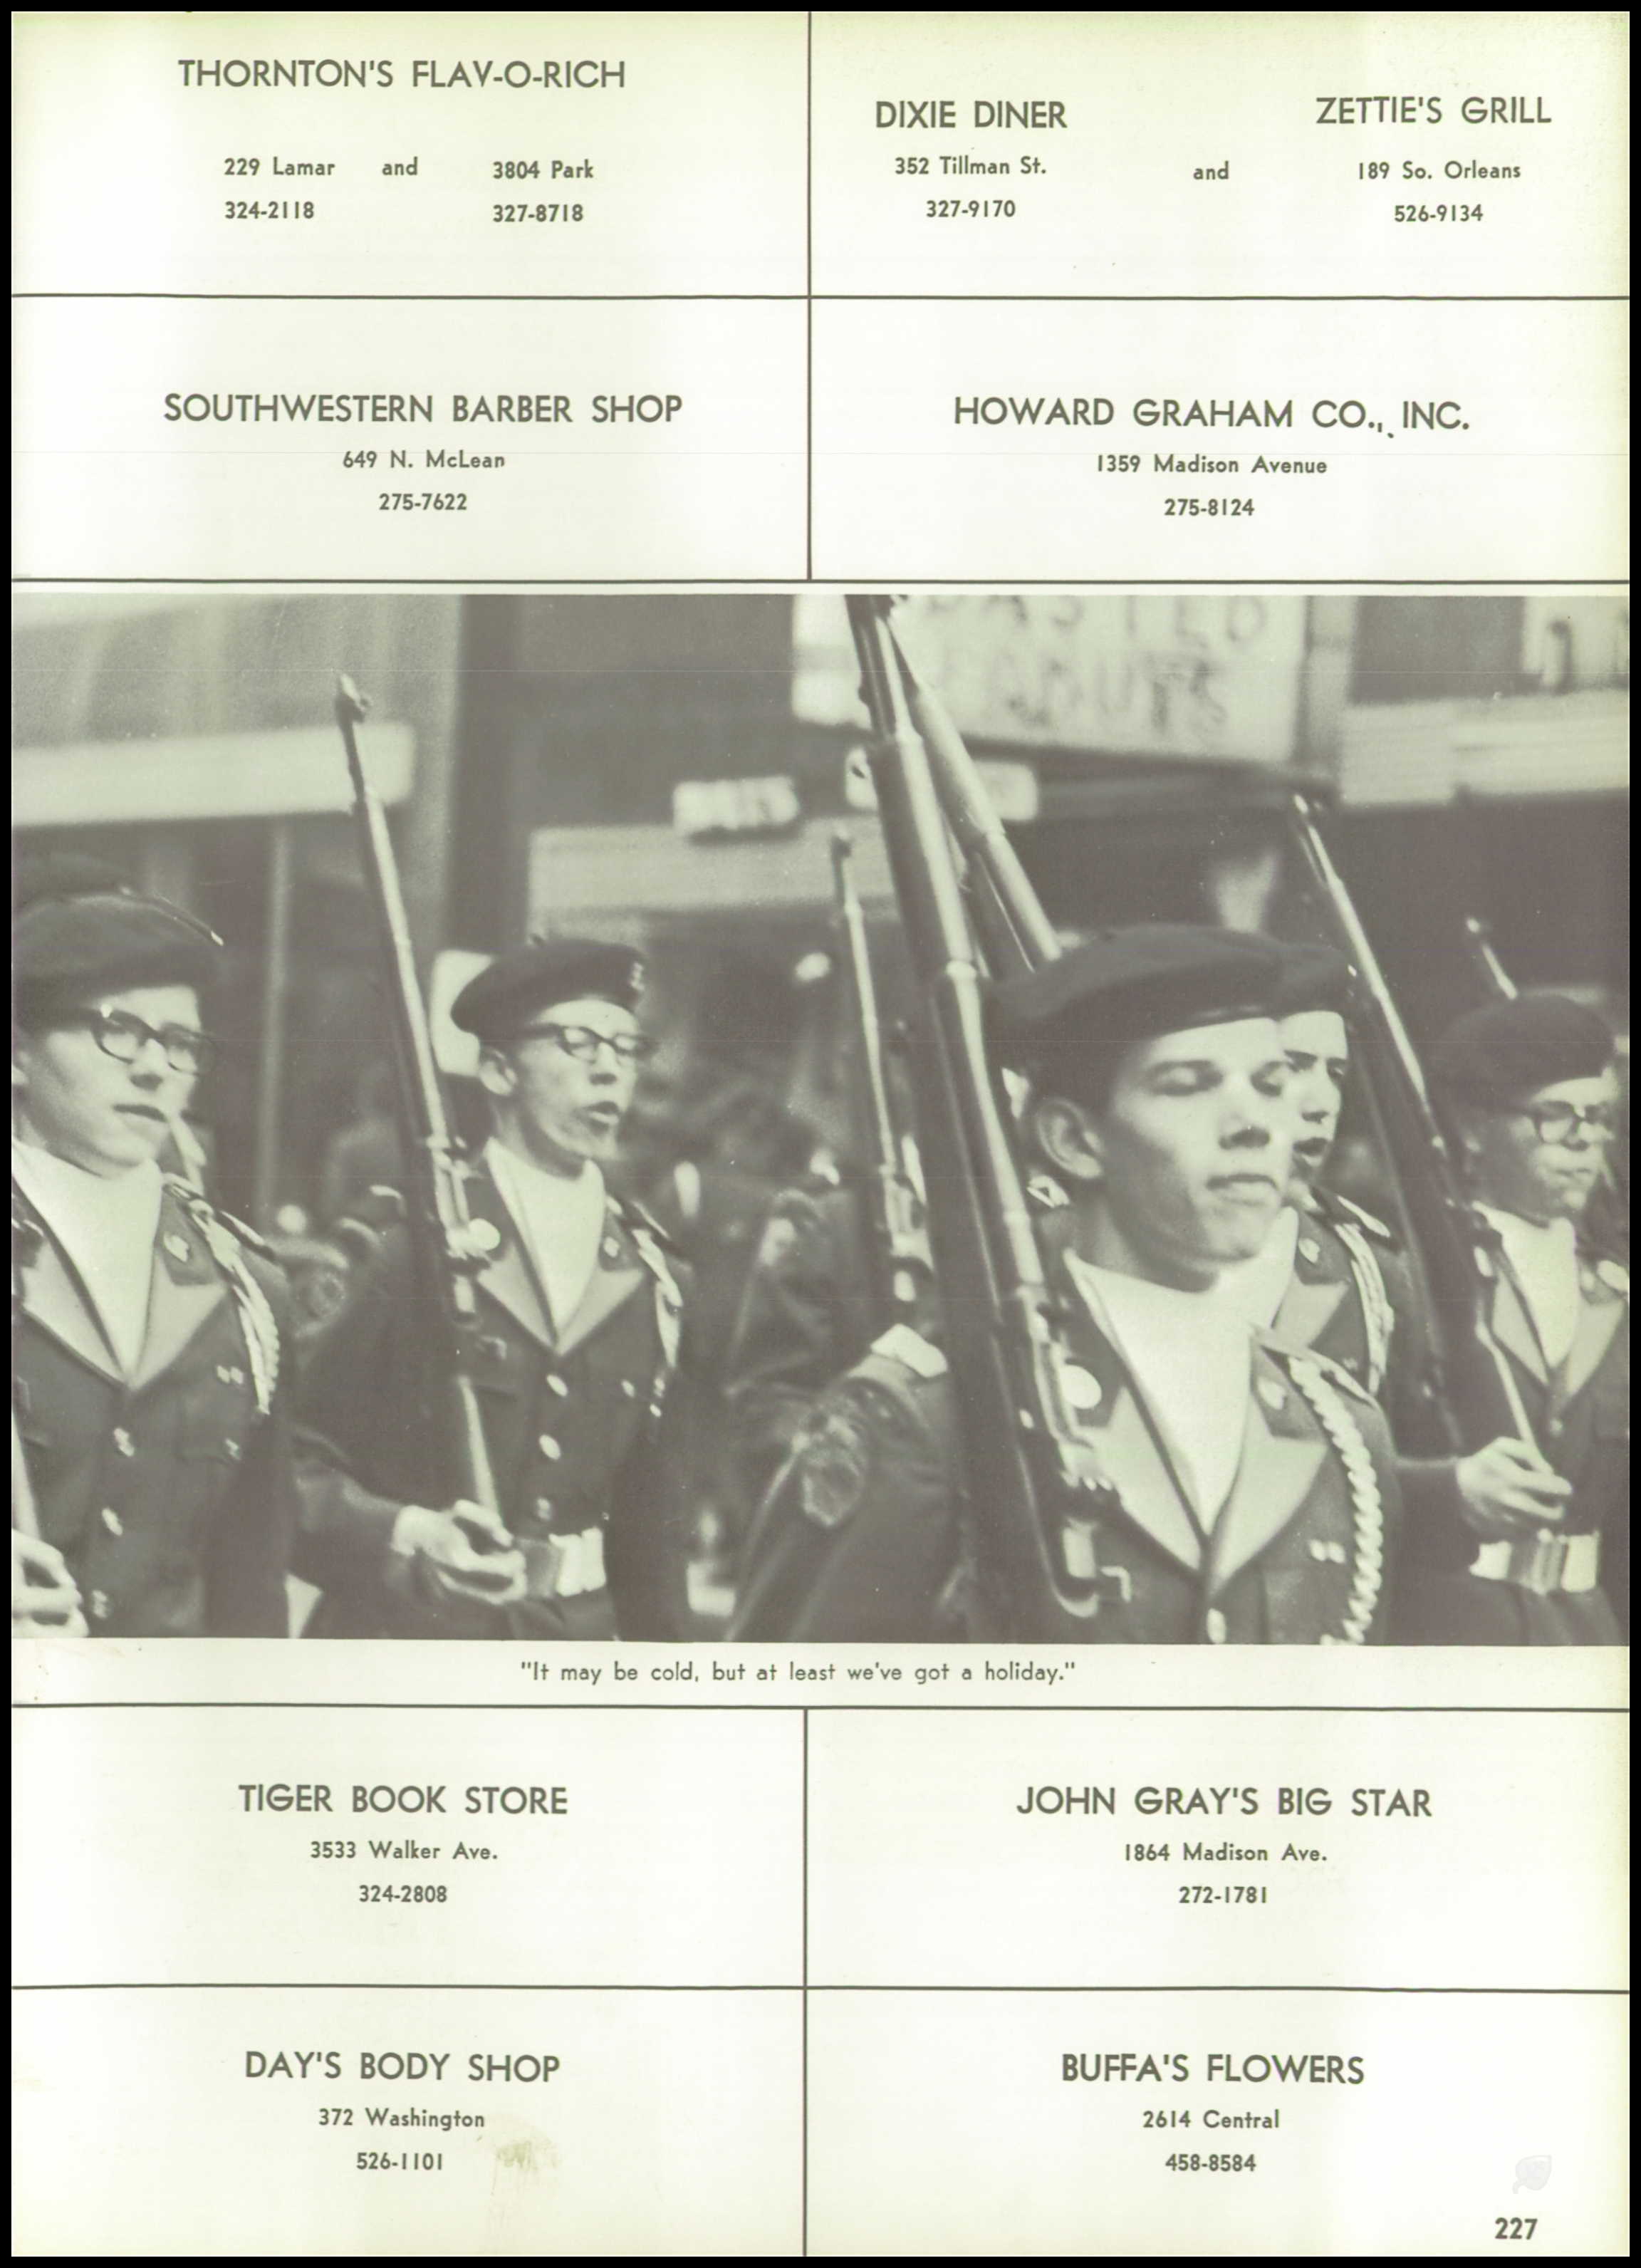 THORNTON'S FLAV-O-RICH
229 Lamar and 3804 Park
324-2118 327-8718
DIXIE DINER
352 Tillman St.
327-9170
and
ZETTIE'S GRILL
189 So. Orleans
526-9134
SOUTHWESTERN BARBER SHOP
649 N. McLean
275-7622
HOWARD GRAHAM CO., INC.
1359 Madison Avenue
275-8124
"It may be cold, but at least we've got a holiday."
TIGER BOOK STORE
3533 Walker Ave.
324-2808
JOHN GRAY'S BIG STAR
1864 Madison Ave.
272-1781
DAY'S BODY SHOP
372 Washington
526-1101
BUFFA'S FLOWERS
2614 Central
458-8584
227